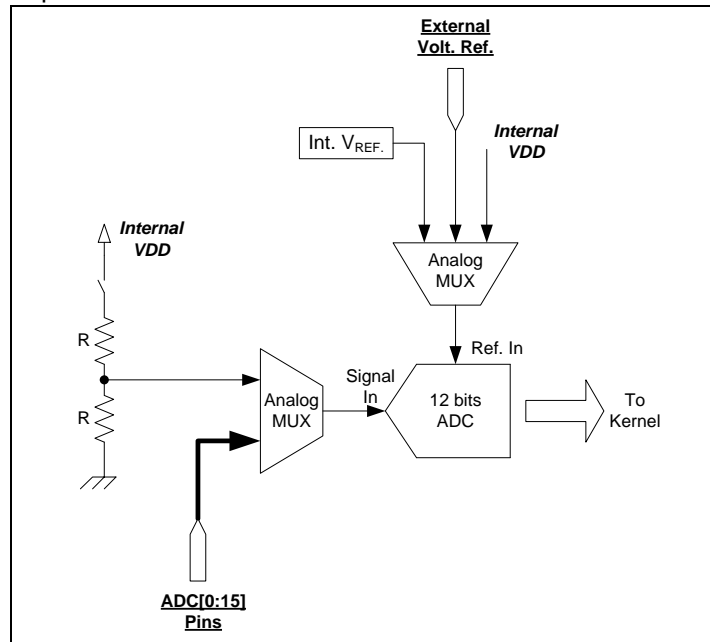 External
Volt. Ref.
Int. VREF.
Internal
VDD
Internal
VDD
Analog
MUX
Ref. In
R
Signal
In
Analog
MUX
12 bits
ADC
To
Kernel
R
ADC[0:15]
Pins